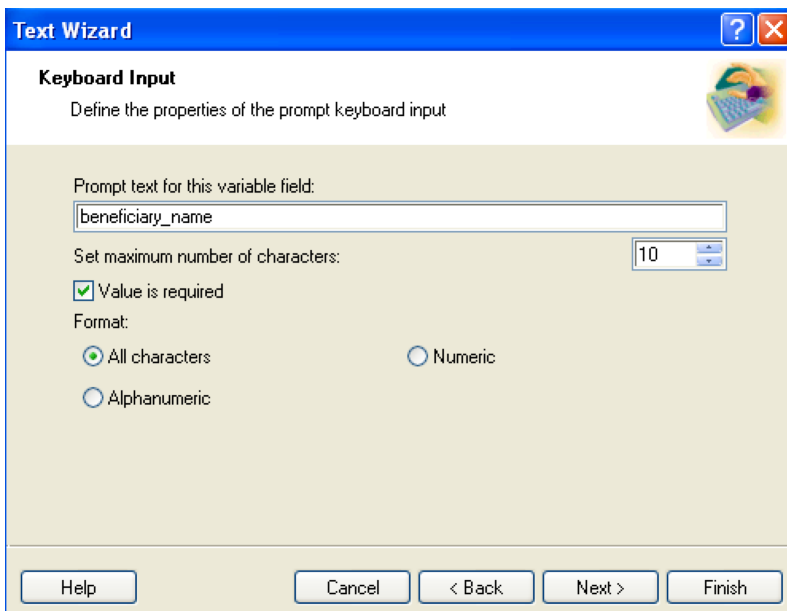 Text Wizard
Keyboard Input
Define the properties of the prompt keyboard input
Prompt text for this variable field:
beneficiary_name
Set maximum number of characters: 10
Value is required
Format:
All characters Numeric
Alphanumeric
Help Cancel < Back Next > Finish